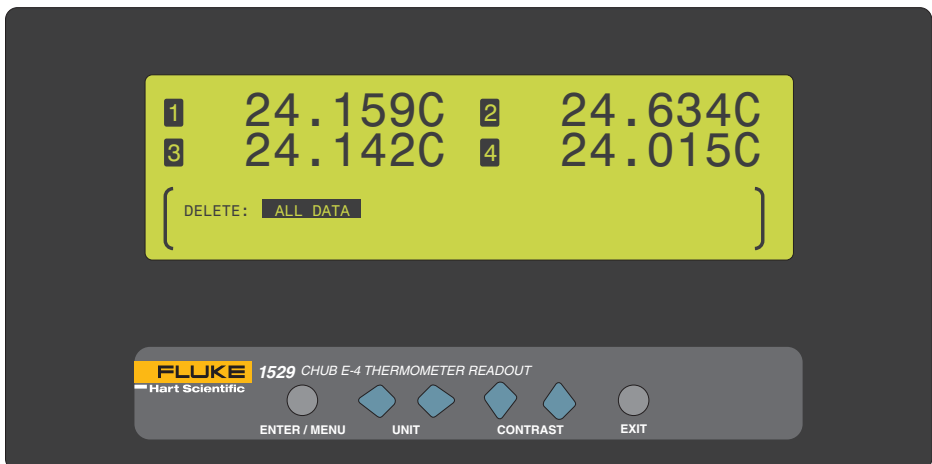 1 24.159C 2 24.634C
3 24.142C 4 24.015C
DELETE: ALL DATA
FLUKE 1529 CHUB E-4 THERMOMETER READOUT
Hart Scientific
ENTER / MENU UNIT CONTRAST EXIT